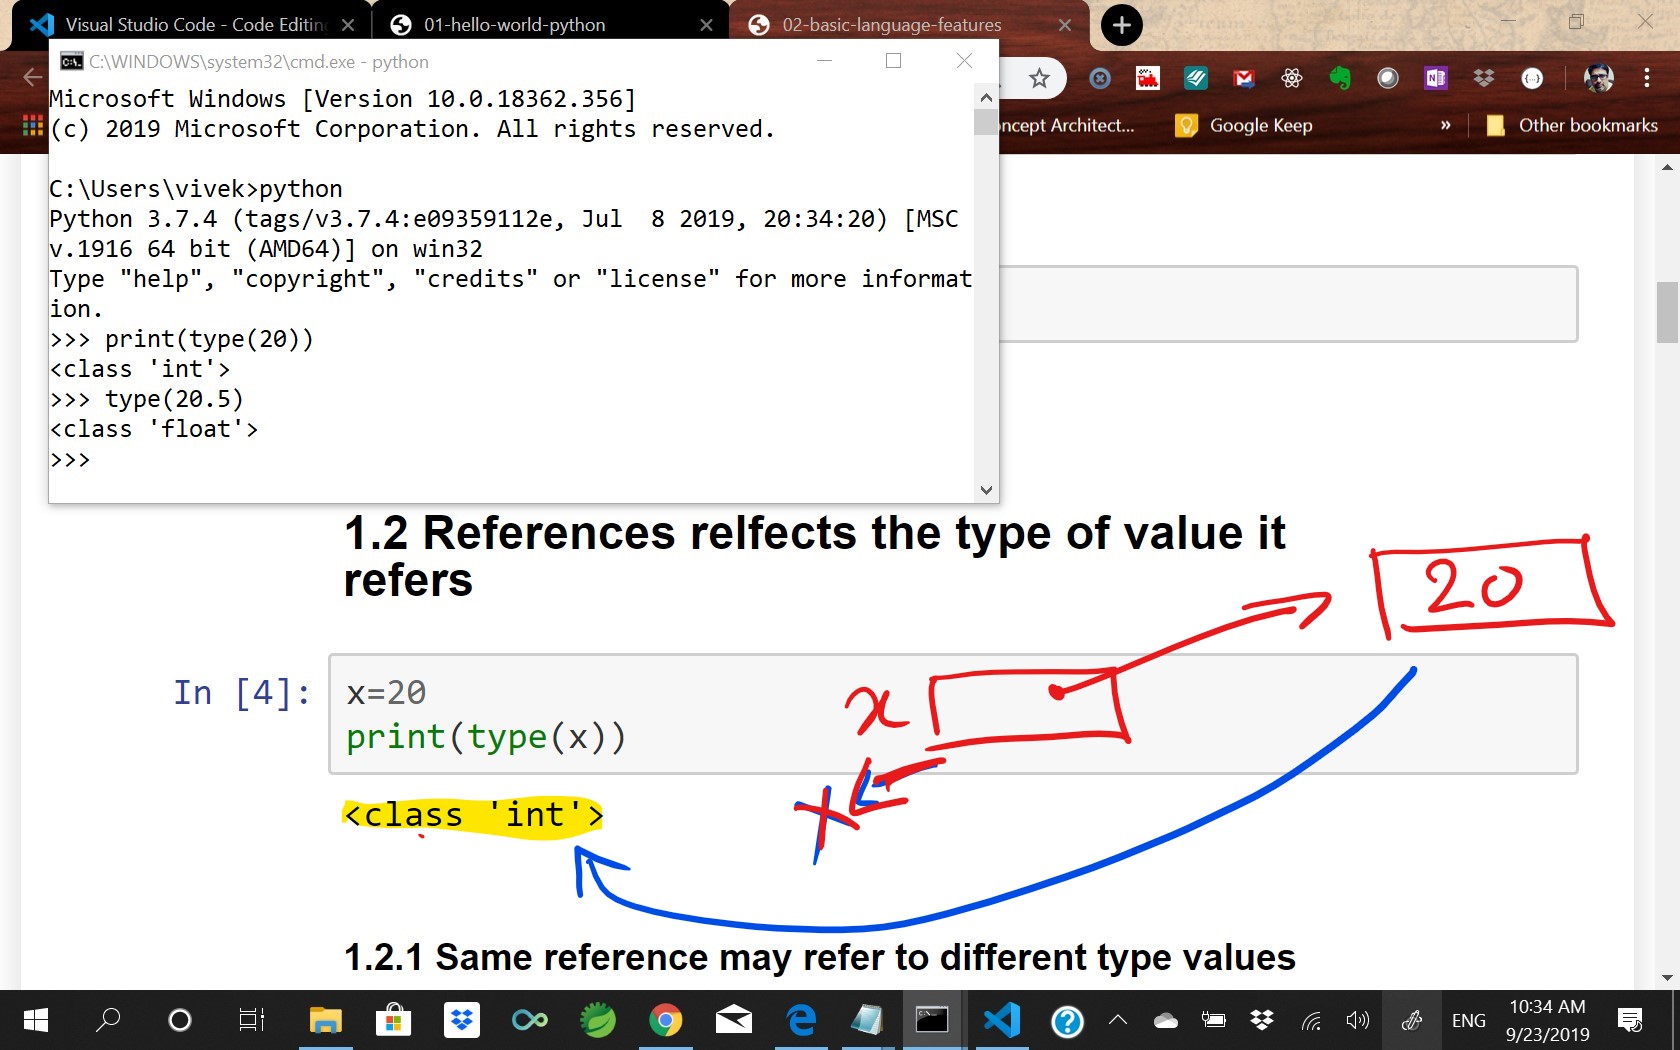 Visual Studio Code - Code Editin
01-hello-world-python
02-basic-language-features
C:\WINDOWS\system32\cmd.exe - python
Microsoft Windows [Version 10.0.18362.356]
(c) 2019 Microsoft Corporation. All rights reserved.
C:\Users\vivek>python
Python 3.7.4 (tags/v3.7.4:e09359112e, Jul  8 2019, 20:34:20) [MSC
v.1916 64 bit (AMD64)] on win32
Type "help", "copyright", "credits" or "license" for more informat
ion.
>>> print(type(20))
<class 'int'>
>>> type(20.5)
<class 'float'>
>>>
oncept Architect...
Google Keep
»
Other bookmarks
1.2 References relfects the type of value it
refers
20
In [4]:
x=20
print(type(x))
x
<class 'int'>
1.2.1 Same reference may refer to different type values
ENG
10:34 AM
9/23/2019